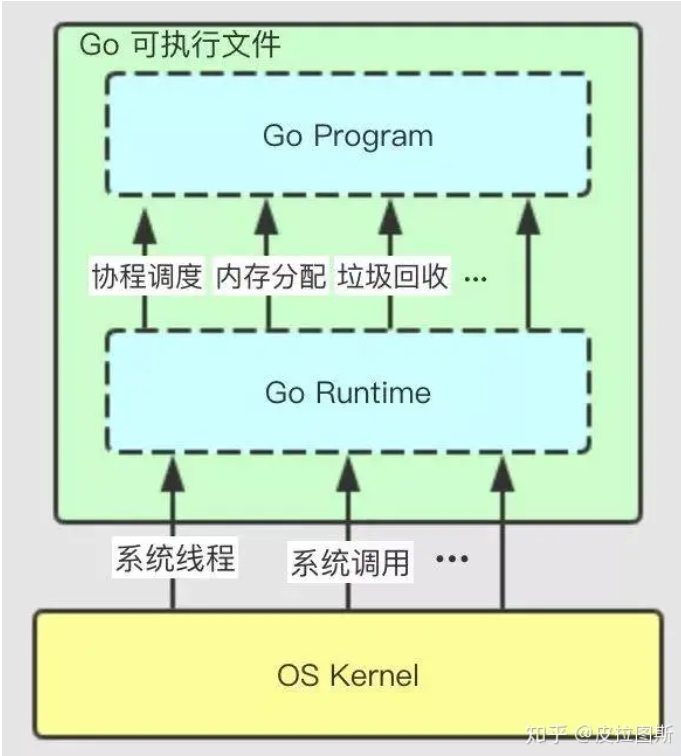 Go 可执行文件
Go Program
协程调度 内存分配 垃圾回收 ...
Go Runtime
系统线程 系统调用 ...
OS Kernel
知乎 @皮拉图斯